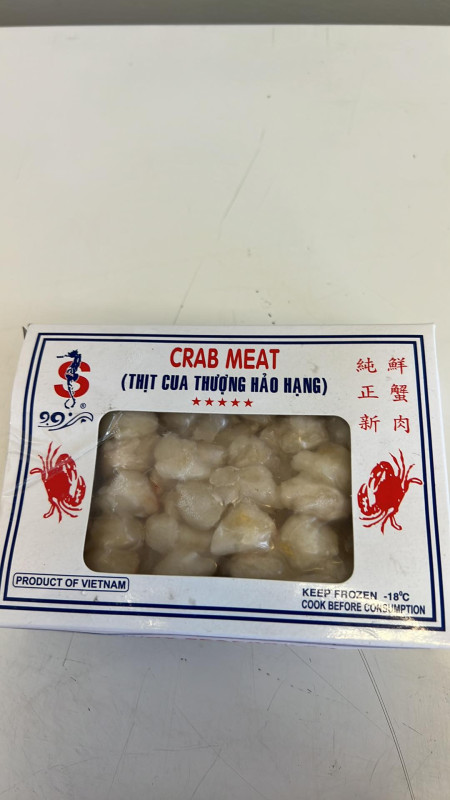 CRAB MEAT
(THỊT CUA THƯỢNG HẢO HẠNG)
★★★★★
S
®
純正新
鮮蟹肉
PRODUCT OF VIETNAM
KEEP FROZEN -18°C
COOK BEFORE CONSUMPTION